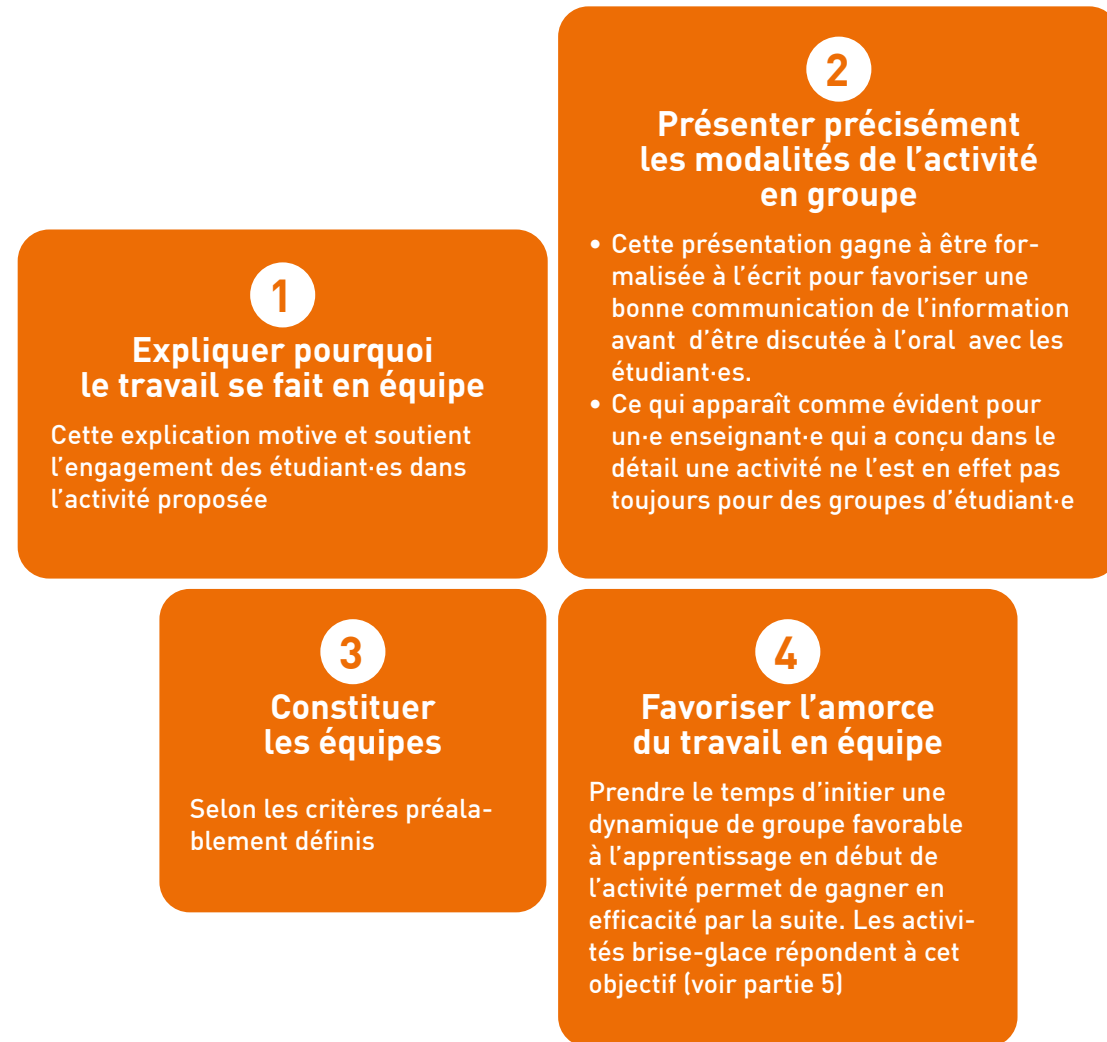 1
Expliquer pourquoi
le travail se fait en équipe
Cette explication motive et soutient
l’engagement des étudiant·es dans
l’activité proposée
2
Présenter précisément
les modalités de l’activité
en groupe
• Cette présentation gagne à être for-
malisée à l’écrit pour favoriser une
bonne communication de l’information
avant d’être discutée à l’oral avec les
étudiant·es.
• Ce qui apparaît comme évident pour
un·e enseignant·e qui a conçu dans le
détail une activité ne l’est en effet pas
toujours pour des groupes d’étudiant·e
3
Constituer
les équipes
Selon les critères préala-
blement définis
4
Favoriser l’amorce
du travail en équipe
Prendre le temps d’initier une
dynamique de groupe favorable
à l’apprentissage en début de
l’activité permet de gagner en
efficacité par la suite. Les activi-
tés brise-glace répondent à cet
objectif (voir partie 5)